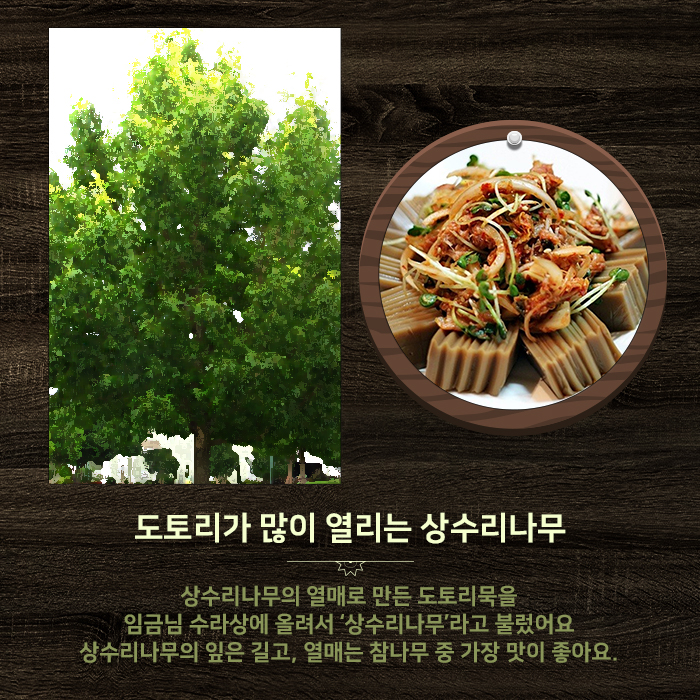 도토리가 많이 열리는 상수리나무
상수리나무의 열매로 만든 도토리묵을
임금님 수라상에 올려서 ‘상수리나무’라고 불렀어요
상수리나무의 잎은 길고, 열매는 참나무 중 가장 맛이 좋아요.